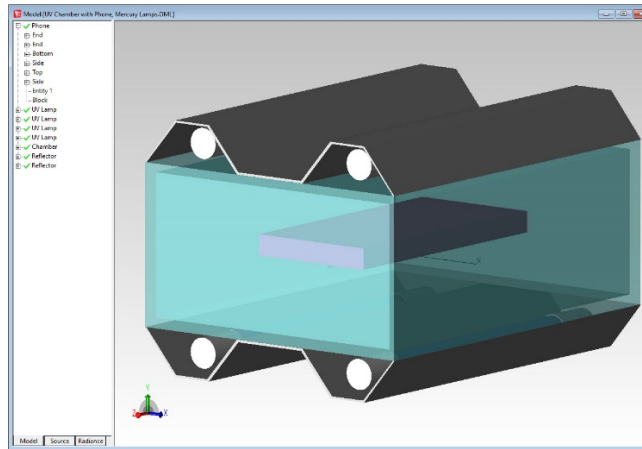 Model:[UV Chamber with Phone, Mercury Lamps.OML]
Phone
End
End
Bottom
Side
Top
Side
Entity 1
Block
UV Lamp
UV Lamp
UV Lamp
UV Lamp
Chamber
Reflector
Reflector
Y
Z
X
X
Model
Source
Radiance